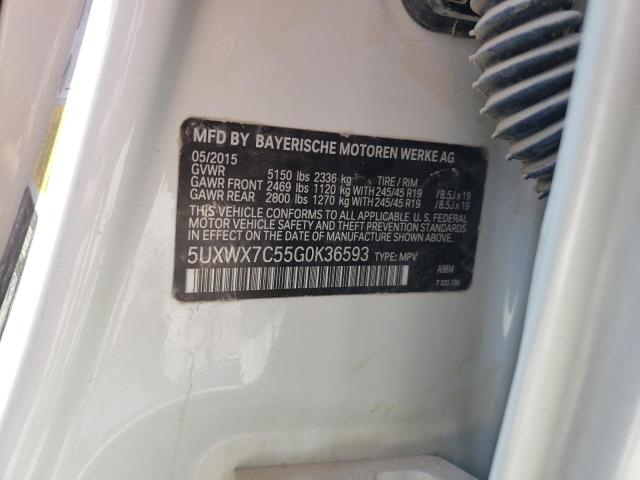 MFD BY BAYERISCHE MOTOREN WERKE AG
05/2015
GVWR 5150 lbs 2336 kg TIRE / RIM
GAWR FRONT 2469 lbs 1120 kg WITH 245/45 R19 /8.5J x 19
GAWR REAR 2800 lbs 1270 kg WITH 245/45 R19 /8.5J x 19
THIS VEHICLE CONFORMS TO ALL APPLICABLE U. S. FEDERAL
MOTOR VEHICLE SAFETY, BUMPER, AND THEFT PREVENTION
STANDARDS IN EFFECT ON THE DATE OF MANUFACTURE SHOWN ABOVE.
5UXWX7C55G0K36593 TYPE: MPV
A96M